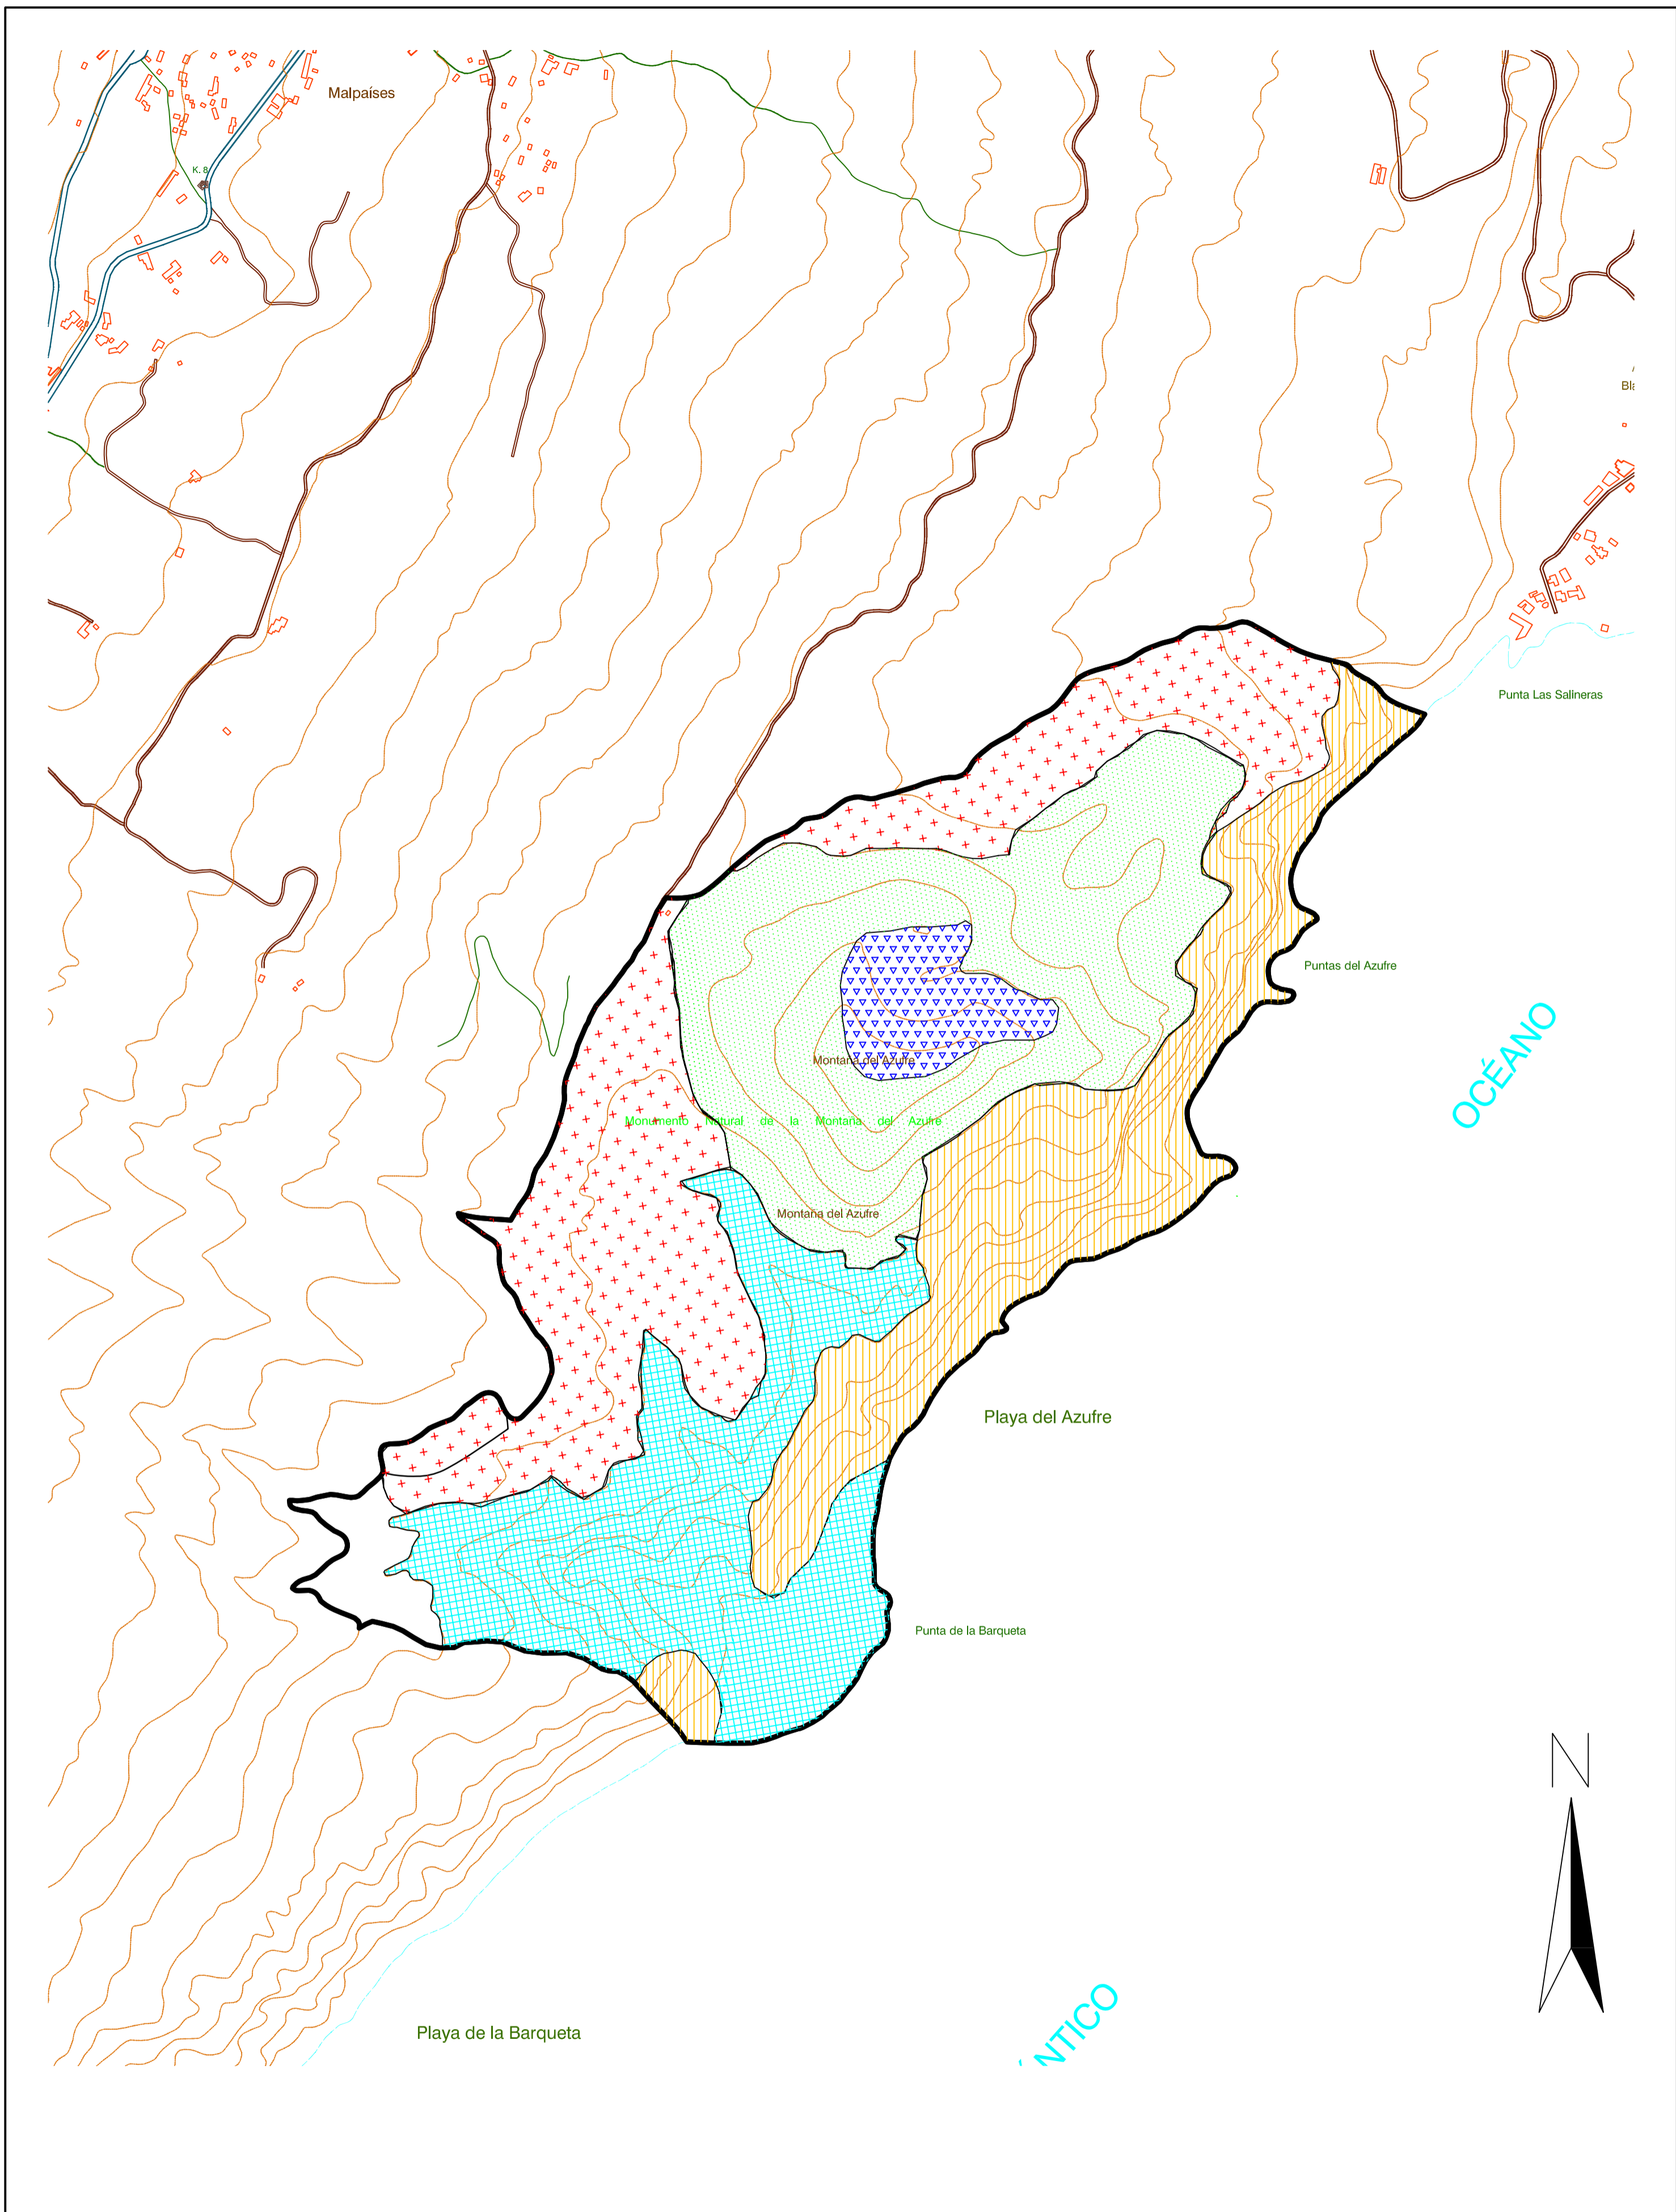 Malpaíses
K. 8
Bla
Punta Las Salineras
Puntas del Azufre
OCÉANO
Montaña del Azufre
Monumento Natural de la Montaña del Azufre
Montaña del Azufre
Playa del Azufre
Punta de la Barqueta
N
NTICO
Playa de la Barqueta